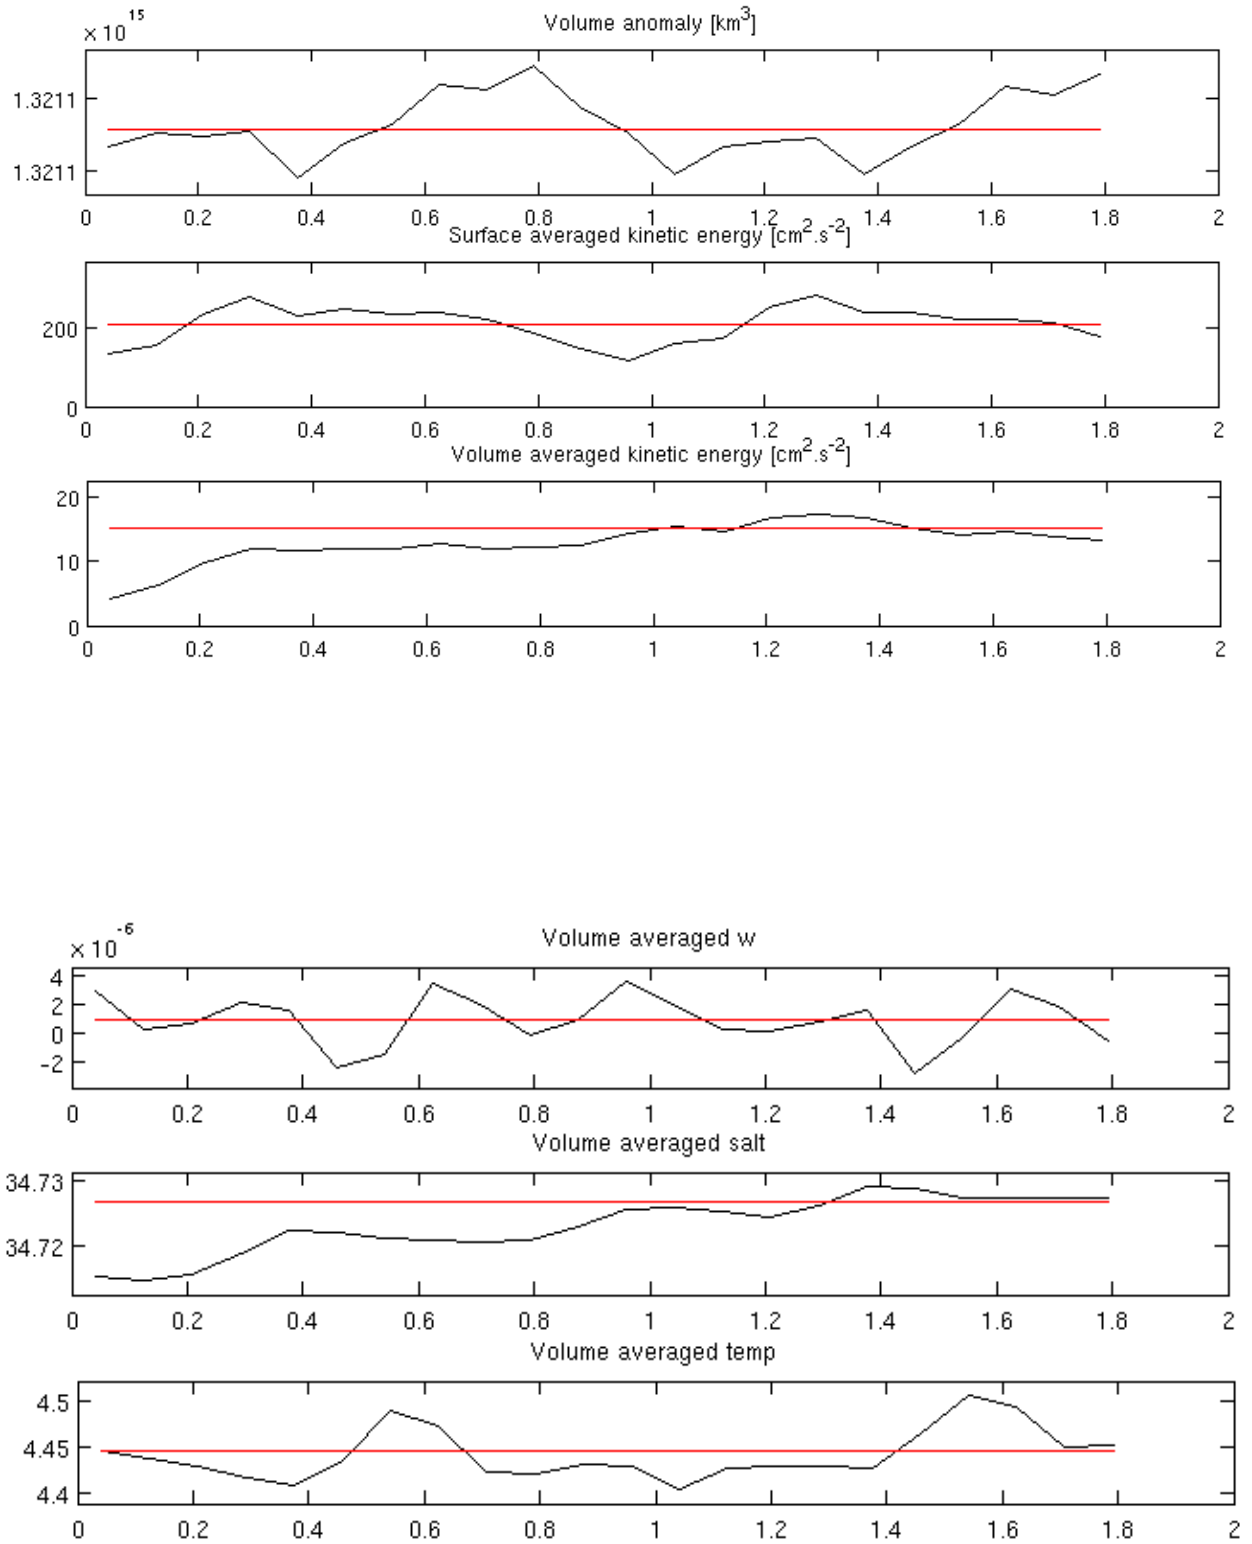 × 10^15
Volume anomaly [km^3]
1.3211
1.3211
0 0.2 0.4 0.6 0.8 1 1.2 1.4 1.6 1.8 2
Surface averaged kinetic energy [cm^2.s^-2]
200
0
0 0.2 0.4 0.6 0.8 1 1.2 1.4 1.6 1.8 2
Volume averaged kinetic energy [cm^2.s^-2]
20
10
0
0 0.2 0.4 0.6 0.8 1 1.2 1.4 1.6 1.8 2
× 10^-6
Volume averaged w
4
2
0
-2
0 0.2 0.4 0.6 0.8 1 1.2 1.4 1.6 1.8 2
Volume averaged salt
34.73
34.72
0 0.2 0.4 0.6 0.8 1 1.2 1.4 1.6 1.8 2
Volume averaged temp
4.5
4.45
4.4
0 0.2 0.4 0.6 0.8 1 1.2 1.4 1.6 1.8 2